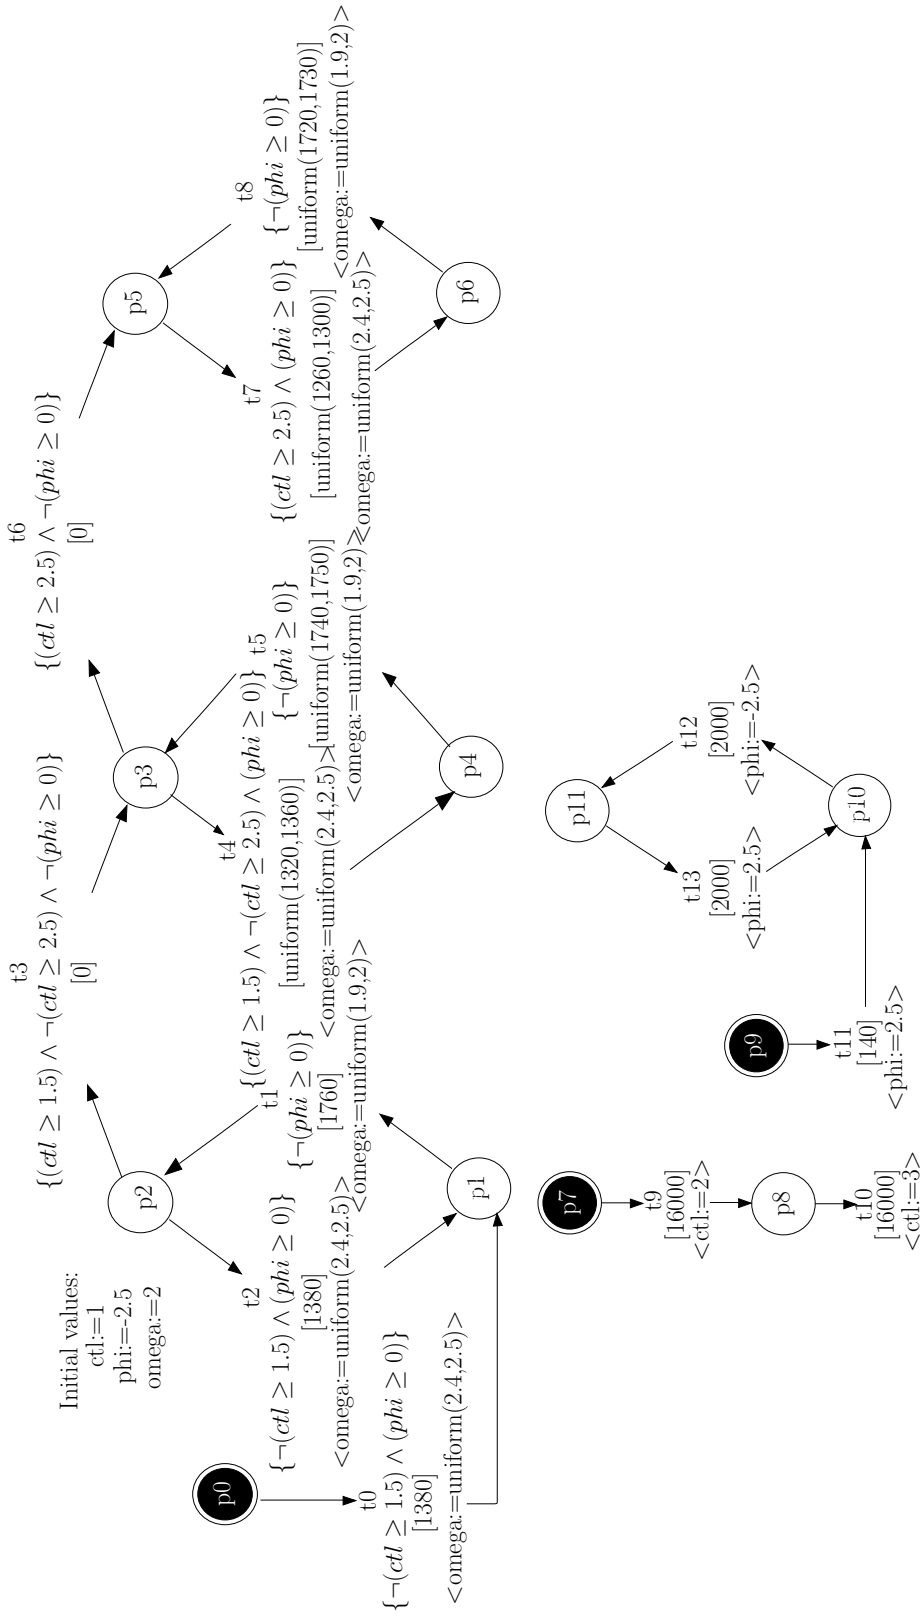 Initial values:
ctl:=1
phi:=-2.5
omega:=2
p0
t0
{¬(ctl ≥ 1.5) ∧ (phi ≥ 0)}
[1380]
<omega:=uniform(2.4,2.5)>
p2
t2
{¬(ctl ≥ 1.5) ∧ (phi ≥ 0)}
[1380]
<omega:=uniform(2.4,2.5)>
t1
{¬(phi ≥ 0)}
[1760]
<omega:=uniform(1.9,2)>
p1
t3
{(ctl ≥ 1.5) ∧ ¬(ctl ≥ 2.5) ∧ ¬(phi ≥ 0)}
[0]
p3
t4
{(ctl ≥ 1.5) ∧ ¬(ctl ≥ 2.5) ∧ (phi ≥ 0)}
[uniform(1320,1360)]
<omega:=uniform(2.4,2.5)>
t5
{¬(phi ≥ 0)}
[uniform(1740,1750)]
<omega:=uniform(1.9,2)>
p4
t6
{(ctl ≥ 2.5) ∧ ¬(phi ≥ 0)}
[0]
p5
t7
{(ctl ≥ 2.5) ∧ (phi ≥ 0)}
[uniform(1260,1300)]
<omega:=uniform(2.4,2.5)>
t8
{¬(phi ≥ 0)}
[uniform(1720,1730)]
<omega:=uniform(1.9,2)>
p6
p7
t9
[16000]
<ctl:=2>
p8
t10
[16000]
<ctl:=3>
p9
t11
[140]
<phi:=2.5>
p11
t13
[2000]
<phi:=2.5>
t12
[2000]
<phi:=-2.5>
p10